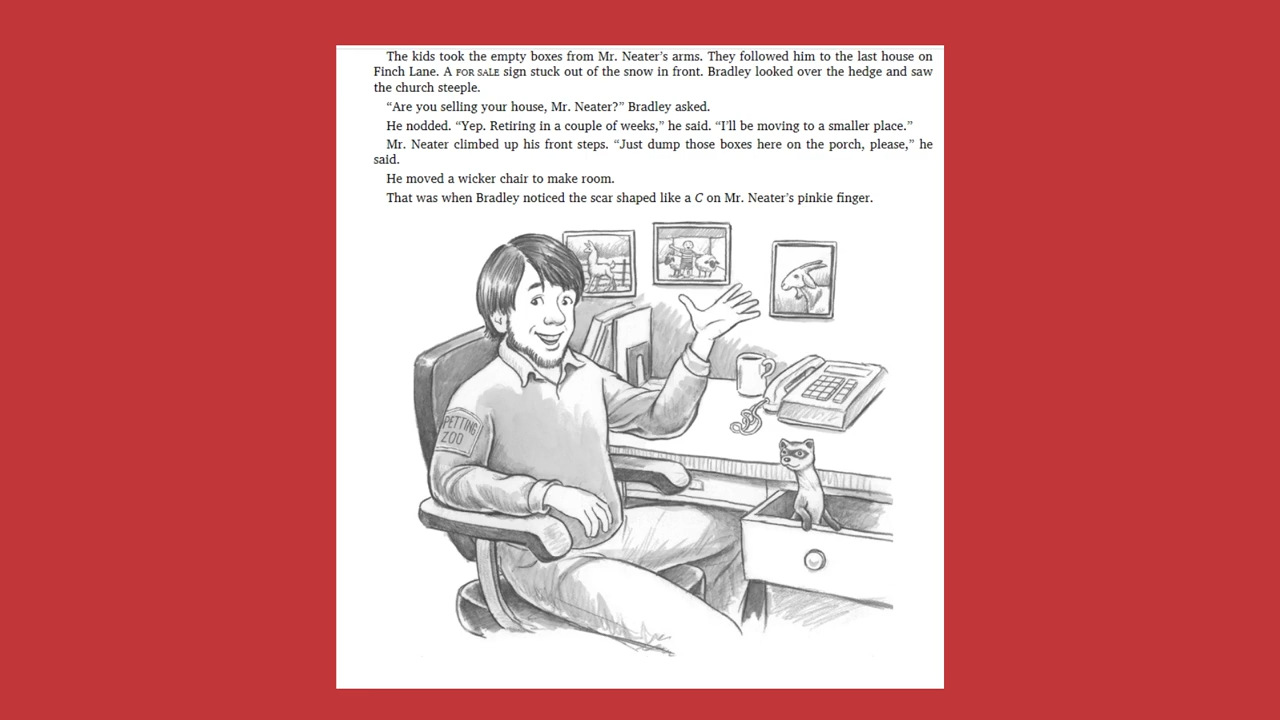 The kids took the empty boxes from Mr. Neater’s arms. They followed him to the last house on
Finch Lane. A FOR SALE sign stuck out of the snow in front. Bradley looked over the hedge and saw
the church steeple.
“Are you selling your house, Mr. Neater?” Bradley asked.
He nodded. “Yep. Retiring in a couple of weeks,” he said. “I’ll be moving to a smaller place.”
Mr. Neater climbed up his front steps. “Just dump those boxes here on the porch, please,” he
said.
He moved a wicker chair to make room.
That was when Bradley noticed the scar shaped like a C on Mr. Neater’s pinkie finger.
PETTING
ZOO